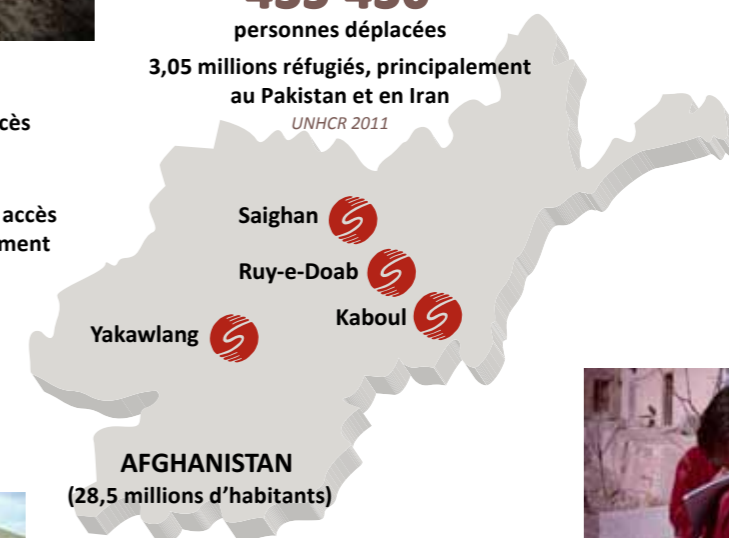 personnes déplacées
3,05 millions réfugiés, principalement
au Pakistan et en Iran
UNHCR 2011
accès
Saighan
Ruy-e-Doab
Kaboul
Yakawlang
AFGHANISTAN
(28,5 millions d'habitants)